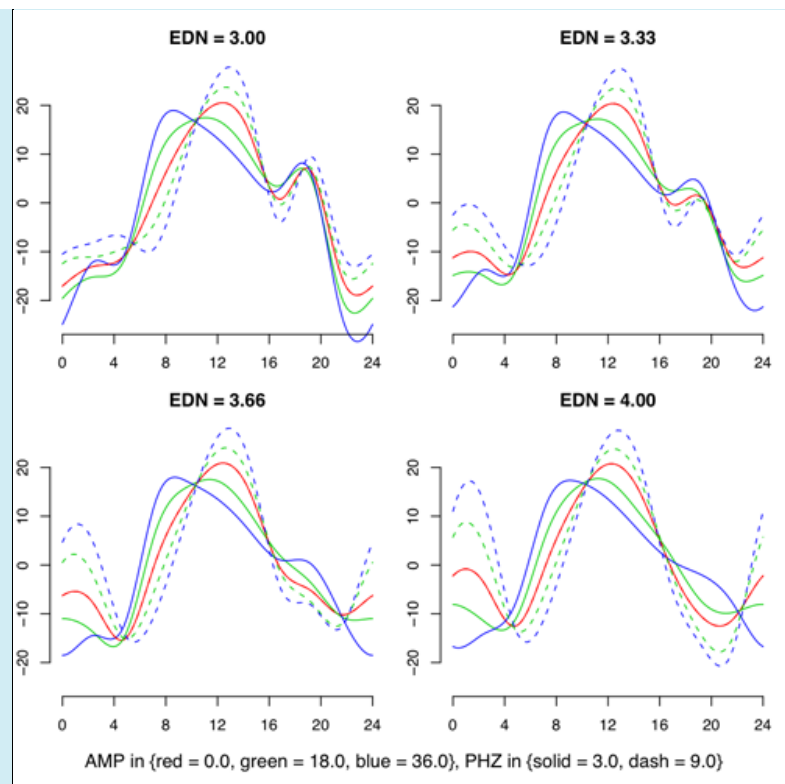 EDN = 3.00
EDN = 3.33
20
10
0
−10
−20
20
10
0
−10
−20
0 4 8 12 16 20 24
0 4 8 12 16 20 24
EDN = 3.66
EDN = 4.00
20
10
0
−10
−20
20
10
0
−10
−20
0 4 8 12 16 20 24
0 4 8 12 16 20 24
AMP in {red = 0.0, green = 18.0, blue = 36.0}, PHZ in {solid = 3.0, dash = 9.0}